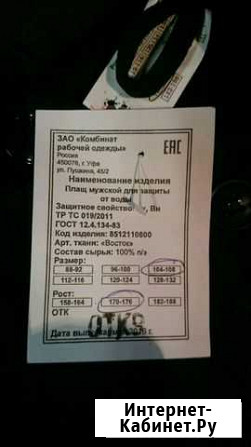 ЗАО «Комбинат
рабочей одежды»
Россия
450078, г. Уфа
ул. Пушкина, 45/2
ЕАС
Наименование изделия
Плащ мужской для защиты
от воды
Защитное свойство: Вн
ТР ТС 019/2011
ГОСТ 12.4.134-83
Код изделия: 8512110800
Арт. ткани: «Восток»
Состав сырья: 100% п/э
Размер:
88-92 96-100 104-108
112-116 120-124 128-132
Рост:
158-164 170-176 182-188
ОТК
ОТК8
Дата
Интернет-
Кабинет.Ру